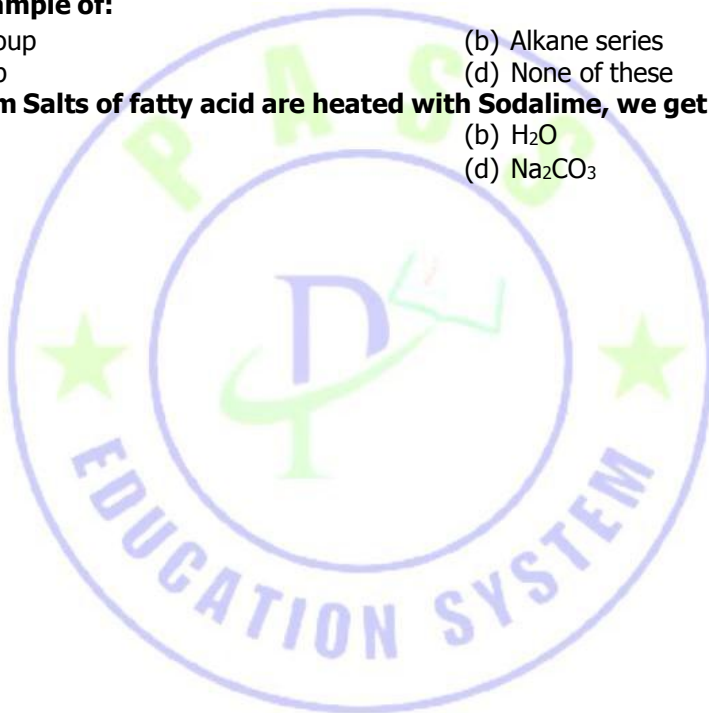 ample of:
oup (b) Alkane series
o (d) None of these
m Salts of fatty acid are heated with Sodalime, we get
(b) H₂O
(d) Na₂CO₃
P A S S
P
EDUCATION SYSTEM